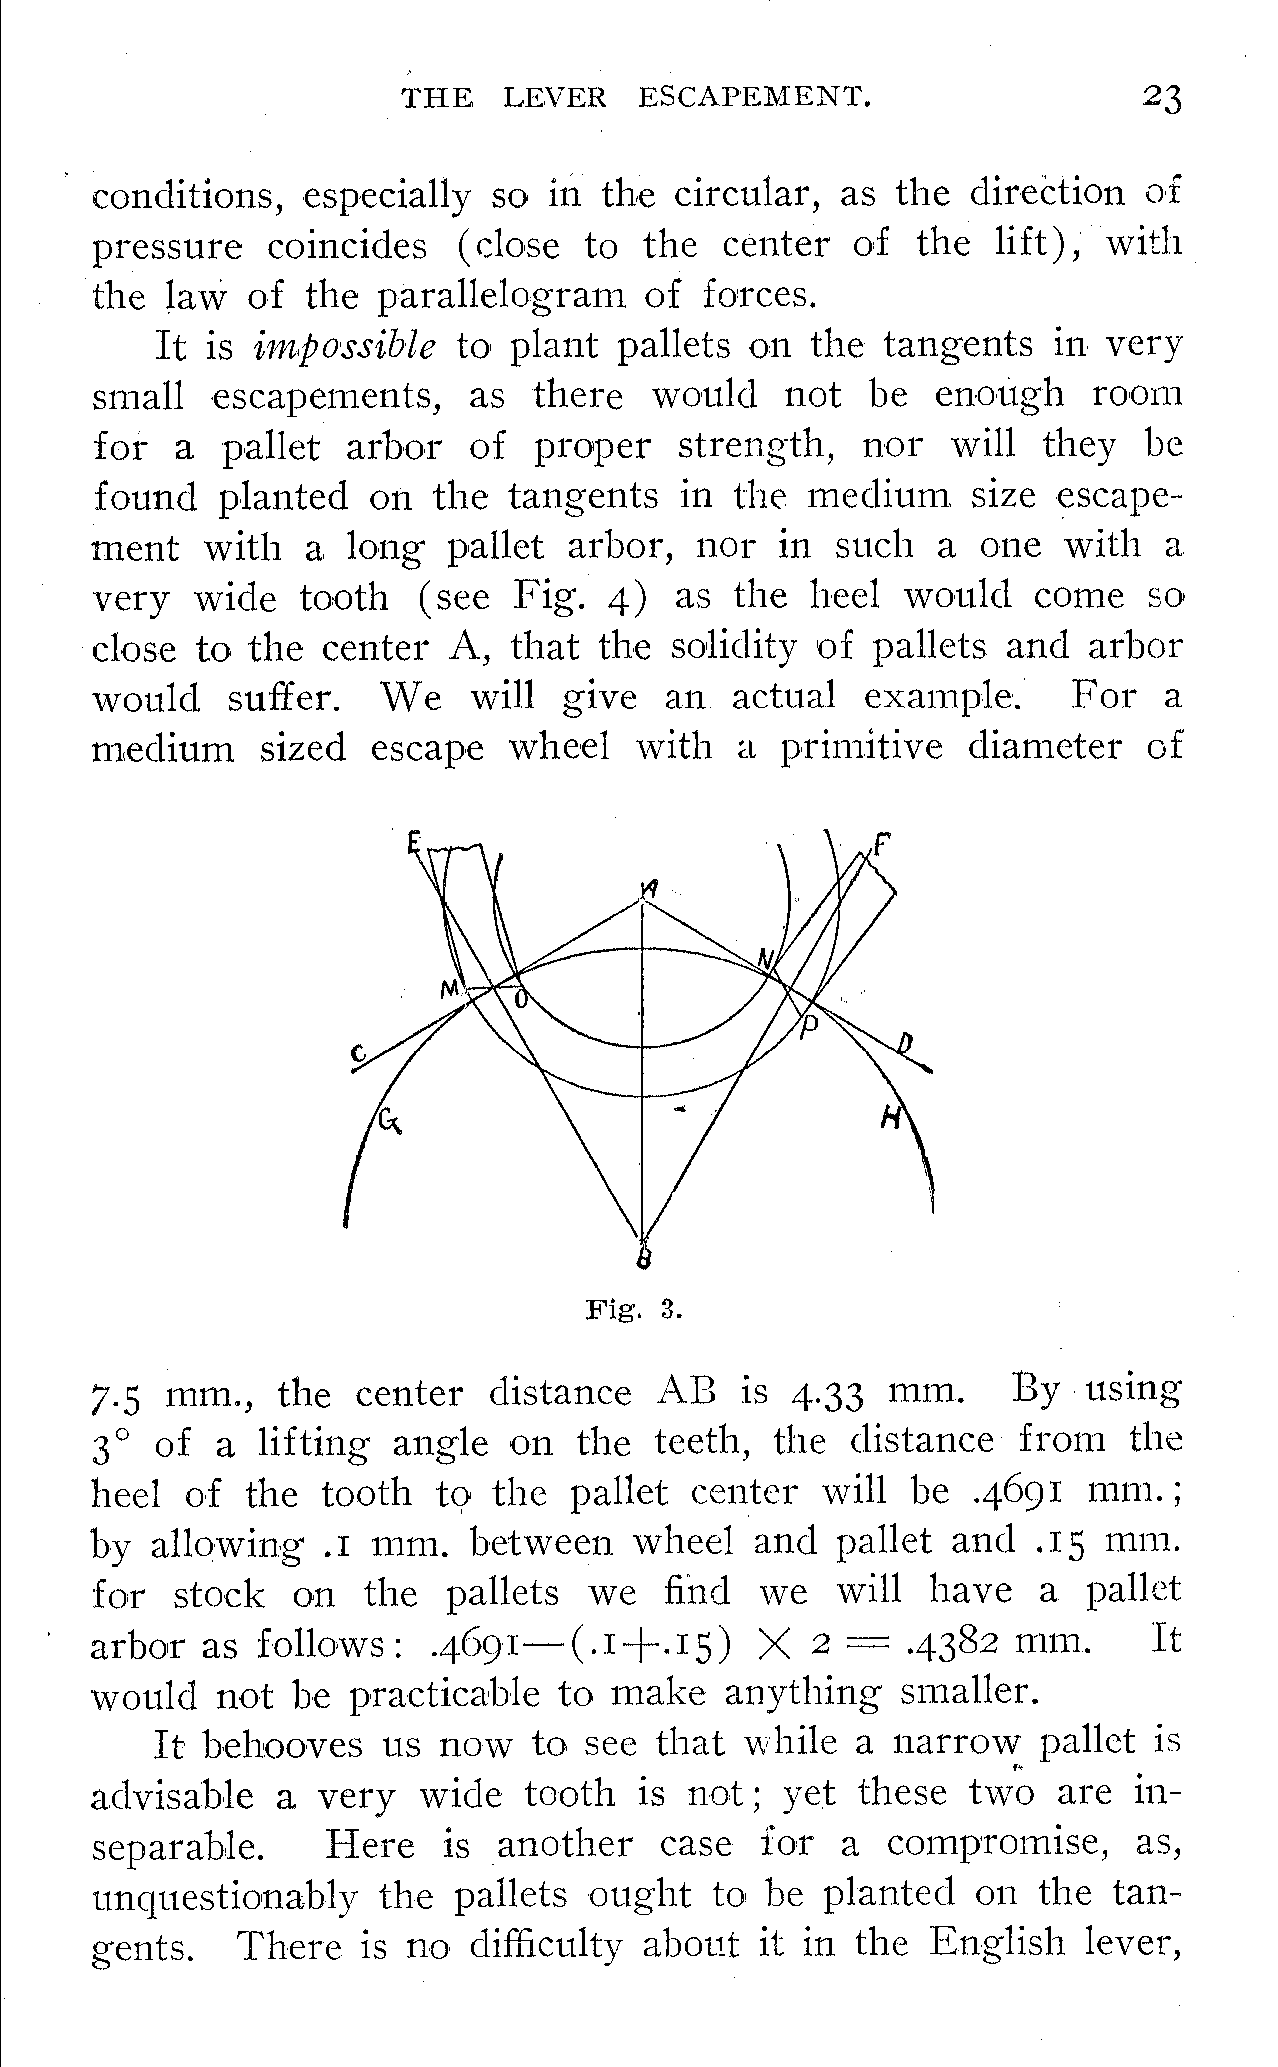 THE LEVER ESCAPEMENT. 23
conditions, especially so in the circular, as the direction of
pressure coincides (close to the center of the lift), with
the law of the parallelogram of forces.
It is impossible to plant pallets on the tangents in very
small escapements, as there would not be enough room
for a pallet arbor of proper strength, nor will they be
found planted on the tangents in the medium size escape-
ment with a long pallet arbor, nor in such a one with a
very wide tooth (see Fig. 4) as the heel would come so
close to the center A, that the solidity of pallets and arbor
would suffer. We will give an actual example. For a
medium sized escape wheel with a primitive diameter of
E F
A
N
M O
P
C D
G H
B
Fig. 3.
7.5 mm., the center distance AB is 4.33 mm. By using
3° of a lifting angle on the teeth, the distance from the
heel of the tooth to the pallet center will be .4691 mm.;
by allowing .1 mm. between wheel and pallet and .15 mm.
for stock on the pallets we find we will have a pallet
arbor as follows: .4691—(.1+.15) × 2 = .4382 mm. It
would not be practicable to make anything smaller.
It behooves us now to see that while a narrow pallet is
advisable a very wide tooth is not; yet these two are in-
separable. Here is another case for a compromise, as,
unquestionably the pallets ought to be planted on the tan-
gents. There is no difficulty about it in the English lever,